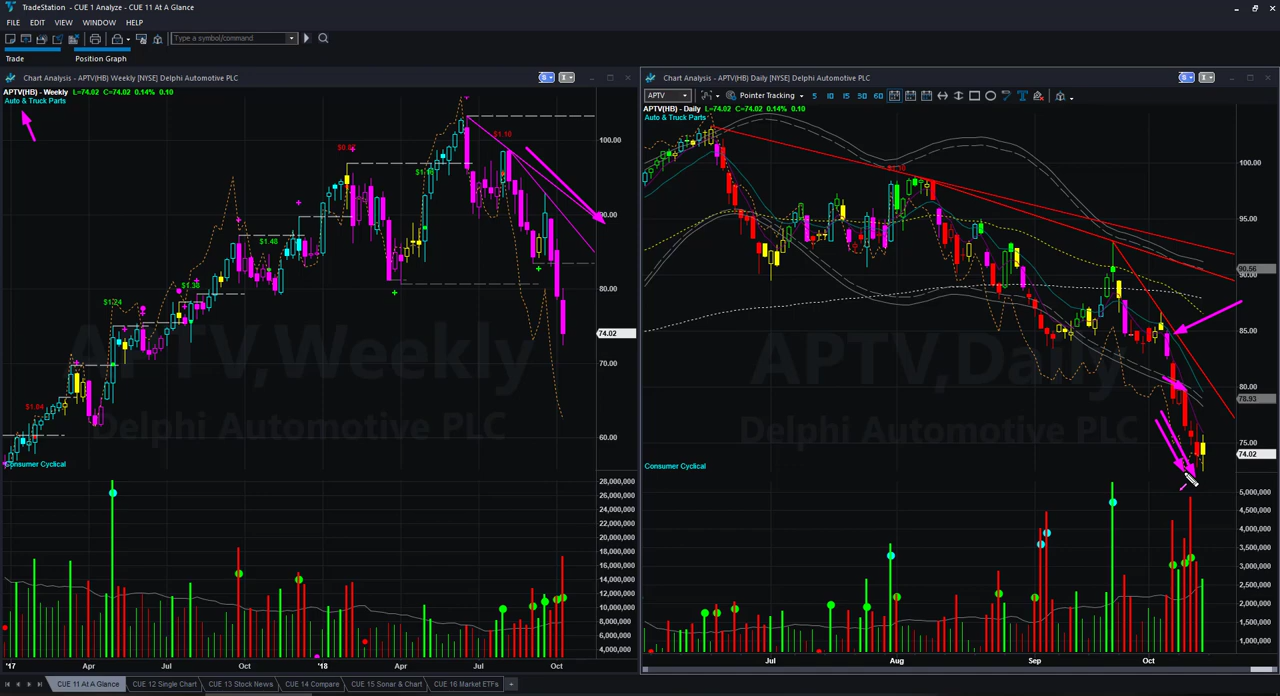 TradeStation - CUE 1 Analyze - CUE 11 At A Glance
FILE EDIT VIEW WINDOW HELP
Type a symbol/command
Trade Position Graph
Chart Analysis - APTV(HB) Weekly [NYSE] Delphi Automotive PLC
APTV(HB) - Weekly L=74.02 C=74.02 0.14% 0.10
Auto & Truck Parts
$1.10
$1.48
$1.38
$1.24
$1.04
100.00
90.00
80.00
74.02
70.00
60.00
APTV,Weekly
Delphi Automotive PLC
Consumer Cyclical
28,000,000
26,000,000
24,000,000
22,000,000
20,000,000
18,000,000
16,000,000
14,000,000
12,000,000
10,000,000
8,000,000
6,000,000
4,000,000
'17 Apr Jul Oct '18 Apr Jul Oct
Chart Analysis - APTV(HB) Daily [NYSE] Delphi Automotive PLC
APTV Pointer Tracking 5 10 15 30 60
APTV(HB) - Daily L=74.02 C=74.02 0.14% 0.10
Auto & Truck Parts
100.00
95.00
90.56
90.00
85.00
80.00
78.93
75.00
74.02
APTV,Daily
Delphi Automotive PLC
Consumer Cyclical
5,000,000
4,500,000
4,000,000
3,500,000
3,000,000
2,500,000
2,000,000
1,500,000
1,000,000
Jul Aug Sep Oct
CUE 11 At A Glance CUE 12 Single Chart CUE 13 Stock News CUE 14 Compare CUE 15 Sonar & Chart CUE 16 Market ETFs